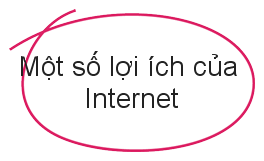 Một số lợi ích của
Internet